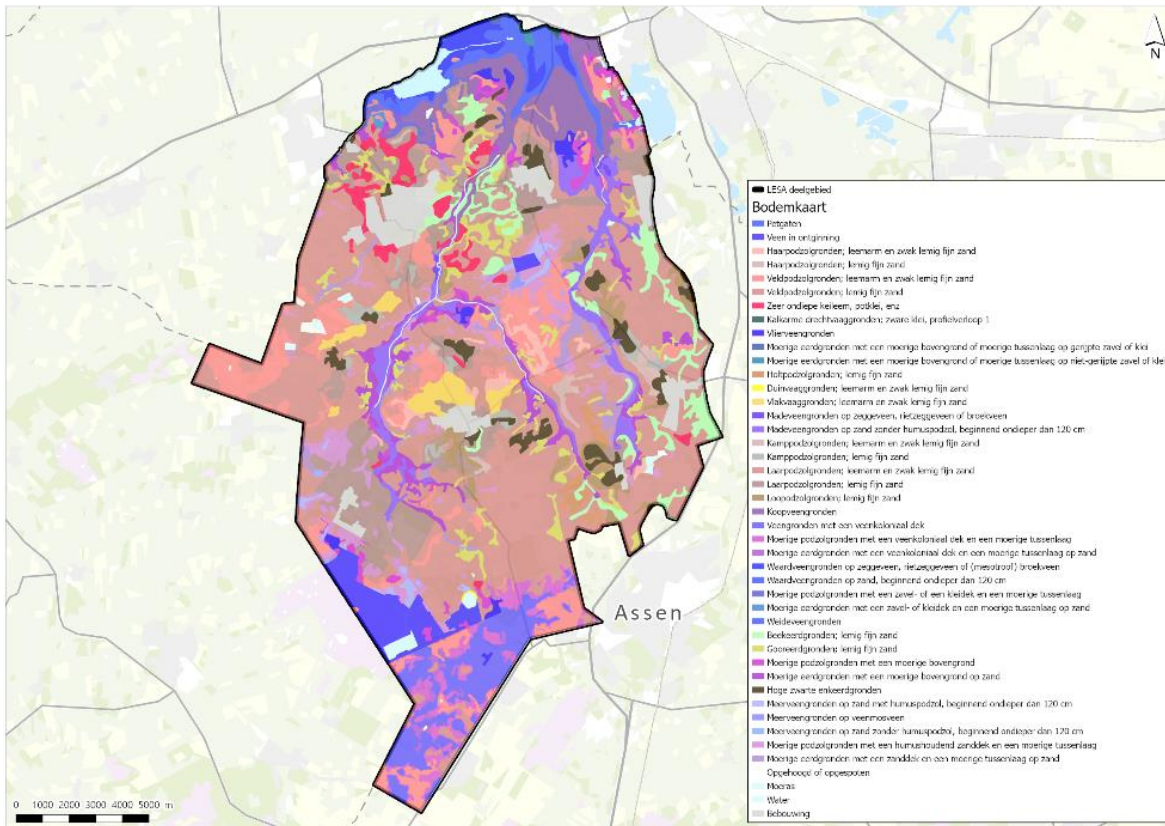 N
LESA deelgebied
Bodemkaart
Petgaten
Veen in ontginning
Haarpodzolgronden; leemarm en zwak lemig fijn zand
Haarpodzolgronden; lemig fijn zand
Veldpodzolgronden; leemarm en zwak lemig fijn zand
Veldpodzolgronden; lemig fijn zand
Zeer ondiepe keileem, potklei, enz
Kalkarme drechtvaaggronden; zware klei, profielverloop 1
Vlierveengronden
Moerige eerdgronden met een moerige bovengrond of moerige tussenlaag op gerijpte zavel of klei
Moerige eerdgronden met een moerige bovengrond of moerige tussenlaag op niet-gerijpte zavel of klei
Holtpodzolgronden; lemig fijn zand
Duinvaaggronden; leemarm en zwak lemig fijn zand
Vlakvaaggronden; leemarm en zwak lemig fijn zand
Madeveengronden op zeggeveen, rietzeggeveen of broekveen
Madeveengronden op zand zonder humuspodzol, beginnend ondieper dan 120 cm
Kamppodzolgronden; leemarm en zwak lemig fijn zand
Kamppodzolgronden; lemig fijn zand
Laarpodzolgronden; leemarm en zwak lemig fijn zand
Laarpodzolgronden; lemig fijn zand
Loopodzolgronden; lemig fijn zand
Koopveengronden
Veengronden met een veenkoloniaal dek
Moerige podzolgronden met een veenkoloniaal dek en een moerige tussenlaag
Moerige eerdgronden met een veenkoloniaal dek en een moerige tussenlaag op zand
Waardveengronden op zeggeveen, rietzeggeveen of (mesotroof) broekveen
Waardveengronden op zand, beginnend ondieper dan 120 cm
Moerige podzolgronden met een zavel- of een kleidek en een moerige tussenlaag
Moerige eerdgronden met een zavel- of kleidek en een moerige tussenlaag op zand
Weideveengronden
Beekeerdgronden; lemig fijn zand
Gooreerdgronden; lemig fijn zand
Moerige podzolgronden met een moerige bovengrond
Moerige eerdgronden met een moerige bovengrond op zand
Hoge zwarte enkeerdgronden
Meerveengronden op zand met humuspodzol, beginnend ondieper dan 120 cm
Meerveengronden op veenmosveen
Meerveengronden op zand zonder humuspodzol, beginnend ondieper dan 120 cm
Moerige podzolgronden met een humushoudend zanddek en een moerige tussenlaag
Moerige eerdgronden met een zanddek en een moerige tussenlaag op zand
Opgehoogd of opgespoten
Moeras
Water
Bebouwing
Assen
0 1000 2000 3000 4000 5000 m